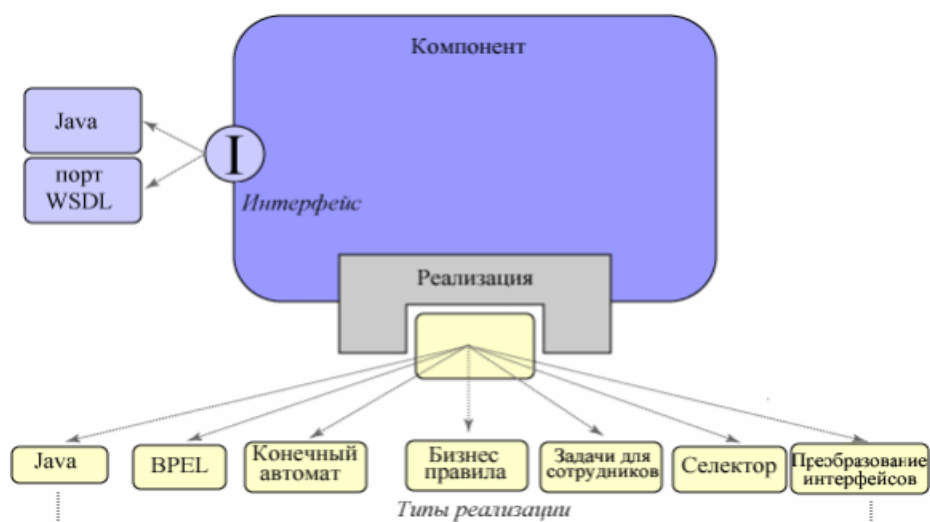 Компонент
Java
I
порт
WSDL
Интерфейс
Реализация
Java
BPEL
Конечный
автомат
Бизнес
правила
Задачи для
сотрудников
Селектор
Преобразование
интерфейсов
Типы реализации